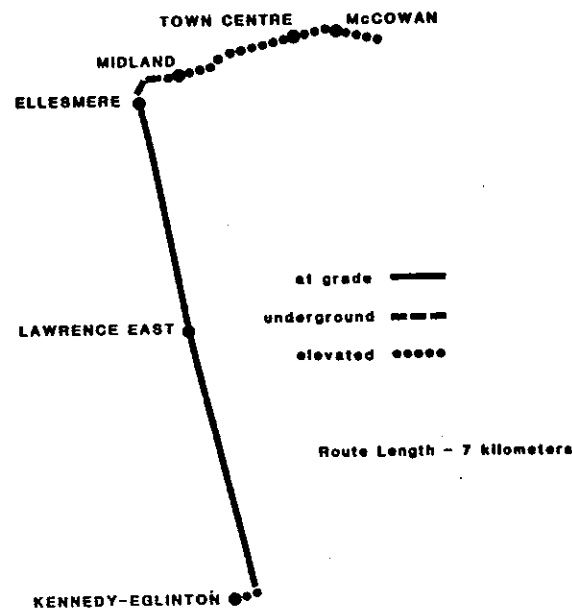 TOWN CENTRE
McCOWAN
MIDLAND
ELLESMERE
at grade
underground
LAWRENCE EAST
elevated
Route Length - 7 kilometers
KENNEDY-EGLINTON